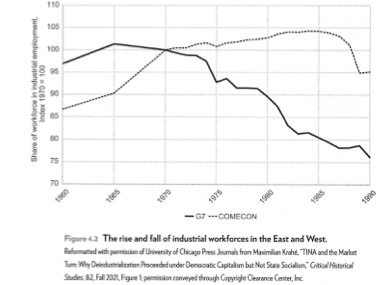 110
105
100
95
90
85
80
75
70
Share of workforce in industrial employment,
Index 1970 = 100
1960
1965
1970
1975
1980
1985
1990
G7 COMECON
Figure 4.2 The rise and fall of industrial workforces in the East and West.
Reformatted with permission of University of Chicago Press Journals from Maximilian Krahé, "TINA and the Market
Turn: Why Deindustrialization Proceeded under Democratic Capitalism but Not State Socialism," Critical Historical
Studies, 8.2, Fall 2021, Figure 1; permission conveyed through Copyright Clearance Center, Inc.